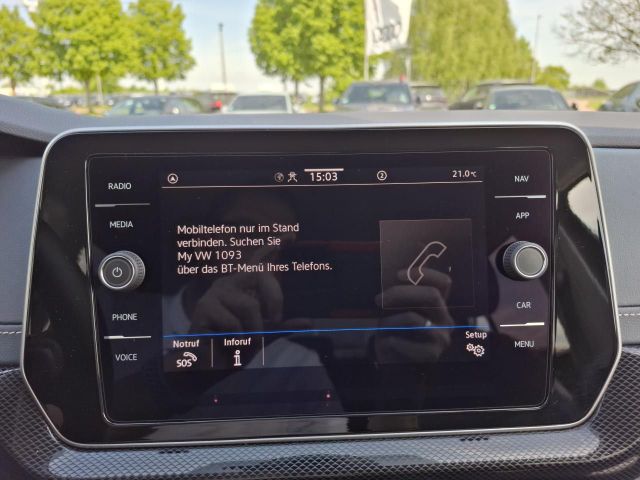 RADIO
MEDIA
PHONE
VOICE
15:03
2
21.0°C
Mobiltelefon nur im Stand
verbinden. Suchen Sie
My VW 1093
über das BT-Menü Ihres Telefons.
Notruf
SOS
Inforuf
Setup
NAV
APP
CAR
MENU